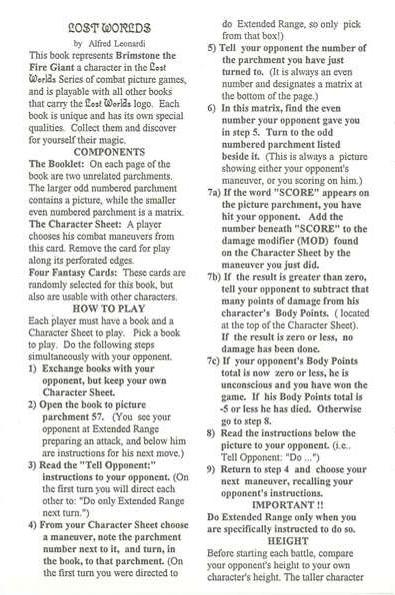 LOST WORLDS
by Alfred Leonardi
This book represents Brimstone the
Fire Giant a character in the Lost
Worlds Series of combat picture games,
and is playable with all other books
that carry the Lost Worlds logo. Each
book is unique and has its own special
qualities. Collect them and discover
for yourself their magic.
COMPONENTS
The Booklet: On each page of the
book are two unrelated parchments.
The larger odd numbered parchment
contains a picture, while the smaller
even numbered parchment is a matrix.
The Character Sheet: A player
chooses his combat maneuvers from
this card. Remove the card for play
along its perforated edges.
Four Fantasy Cards: These cards are
randomly selected for this book, but
also are usable with other characters.
HOW TO PLAY
Each player must have a book and a
Character Sheet to play. Pick a book
to play. Do the following steps
simultaneously with your opponent.
1) Exchange books with your
opponent, but keep your own
Character Sheet.
2) Open the book to picture
parchment 57. (You see your
opponent at Extended Range
preparing an attack, and below him
are instructions for his next move.)
3) Read the "Tell Opponent:"
instructions to your opponent. (On
the first turn you will direct each
other to: "Do only Extended Range
next turn.")
4) From your Character Sheet choose
a maneuver, note the parchment
number next to it, and turn, in
the book, to that parchment. (On
the first turn you were directed to
do Extended Range, so only pick
from that box!)
5) Tell your opponent the number of
the parchment you have just
turned to. (It is always an even
number and designates a matrix at
the bottom of the page.)
6) In this matrix, find the even
number your opponent gave you
in step 5. Turn to the odd
numbered parchment listed
beside it. (This is always a picture
showing either your opponent's
maneuver, or you scoring on him.)
7a) If the word "SCORE" appears on
the picture parchment, you have
hit your opponent. Add the
number beneath "SCORE" to the
damage modifier (MOD) found
on the Character Sheet by the
maneuver you just did.
7b) If the result is greater than zero,
tell your opponent to subtract that
many points of damage from his
character's Body Points. ( located
at the top of the Character Sheet).
If the result is zero or less, no
damage has been done.
7c) If your opponent's Body Points
total is now zero or less, he is
unconscious and you have won the
game. If his Body Points total is
-5 or less he has died. Otherwise
go to step 8.
8) Read the instructions below the
picture to your opponent. (i.e..
Tell Opponent: "Do ...")
9) Return to step 4 and choose your
next maneuver, recalling your
opponent's instructions.
IMPORTANT !!
Do Extended Range only when you
are specifically instructed to do so.
HEIGHT
Before starting each battle, compare
your opponent's height to your own
character's height. The taller character